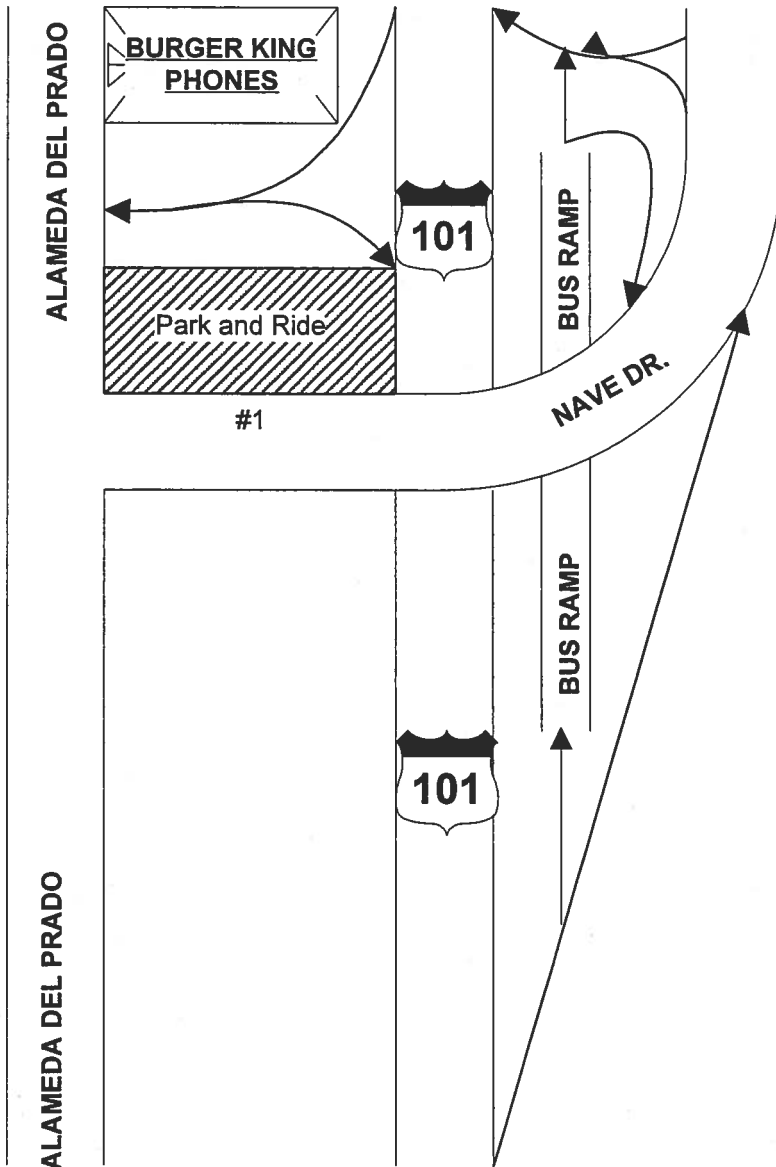 ALAMEDA DEL PRADO
BURGER KING
PHONES
101
BUS RAMP
Park and Ride
NAVE DR.
#1
BUS RAMP
101
ALAMEDA DEL PRADO